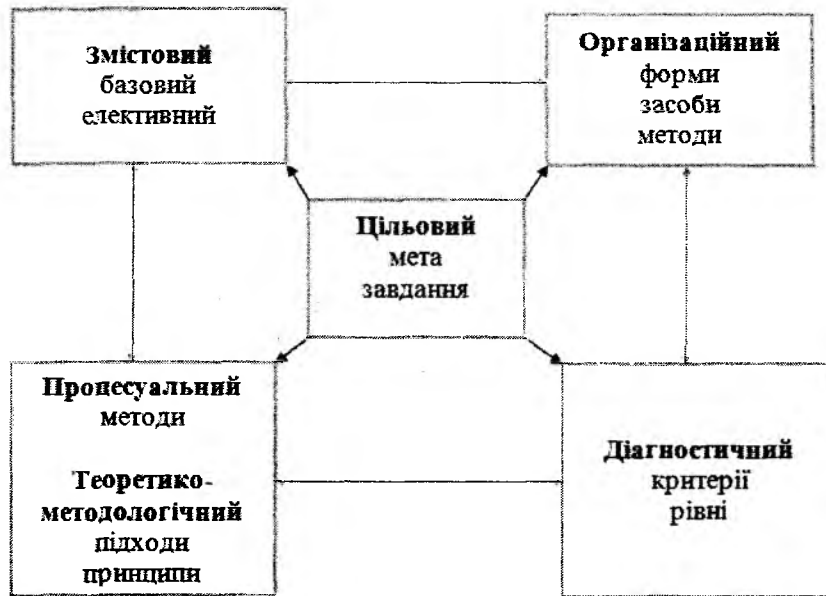 Змістовий
базовий
елективний
Організаційний
форми
засоби
методи
Цільовий
мета
завдання
Процесуальний
методи
Теоретико-
методологічний
підходи
принципи
Діагностичний
критерії
рівні